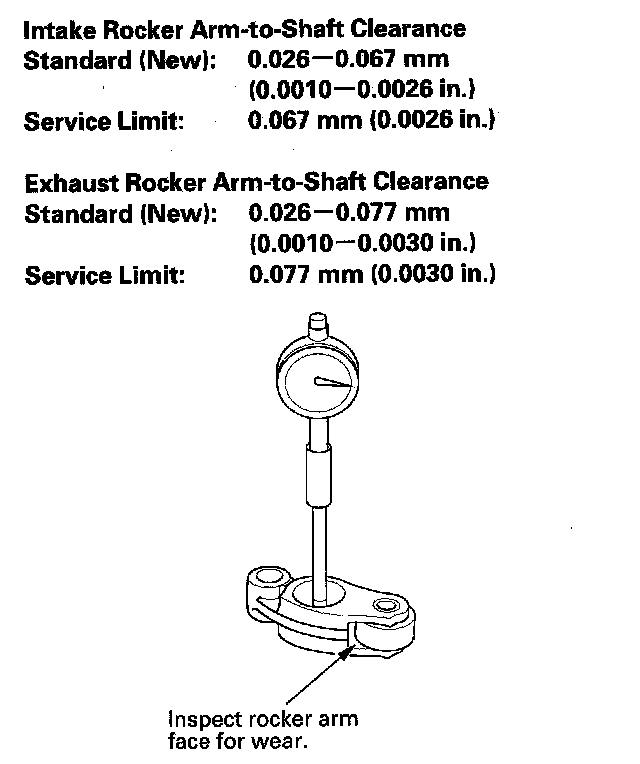 Intake Rocker Arm-to-Shaft Clearance
Standard (New): 0.026—0.067 mm
(0.0010—0.0026 in.)
Service Limit: 0.067 mm (0.0026 in.)
Exhaust Rocker Arm-to-Shaft Clearance
Standard (New): 0.026—0.077 mm
(0.0010—0.0030 in.)
Service Limit: 0.077 mm (0.0030 in.)
Inspect rocker arm
face for wear.